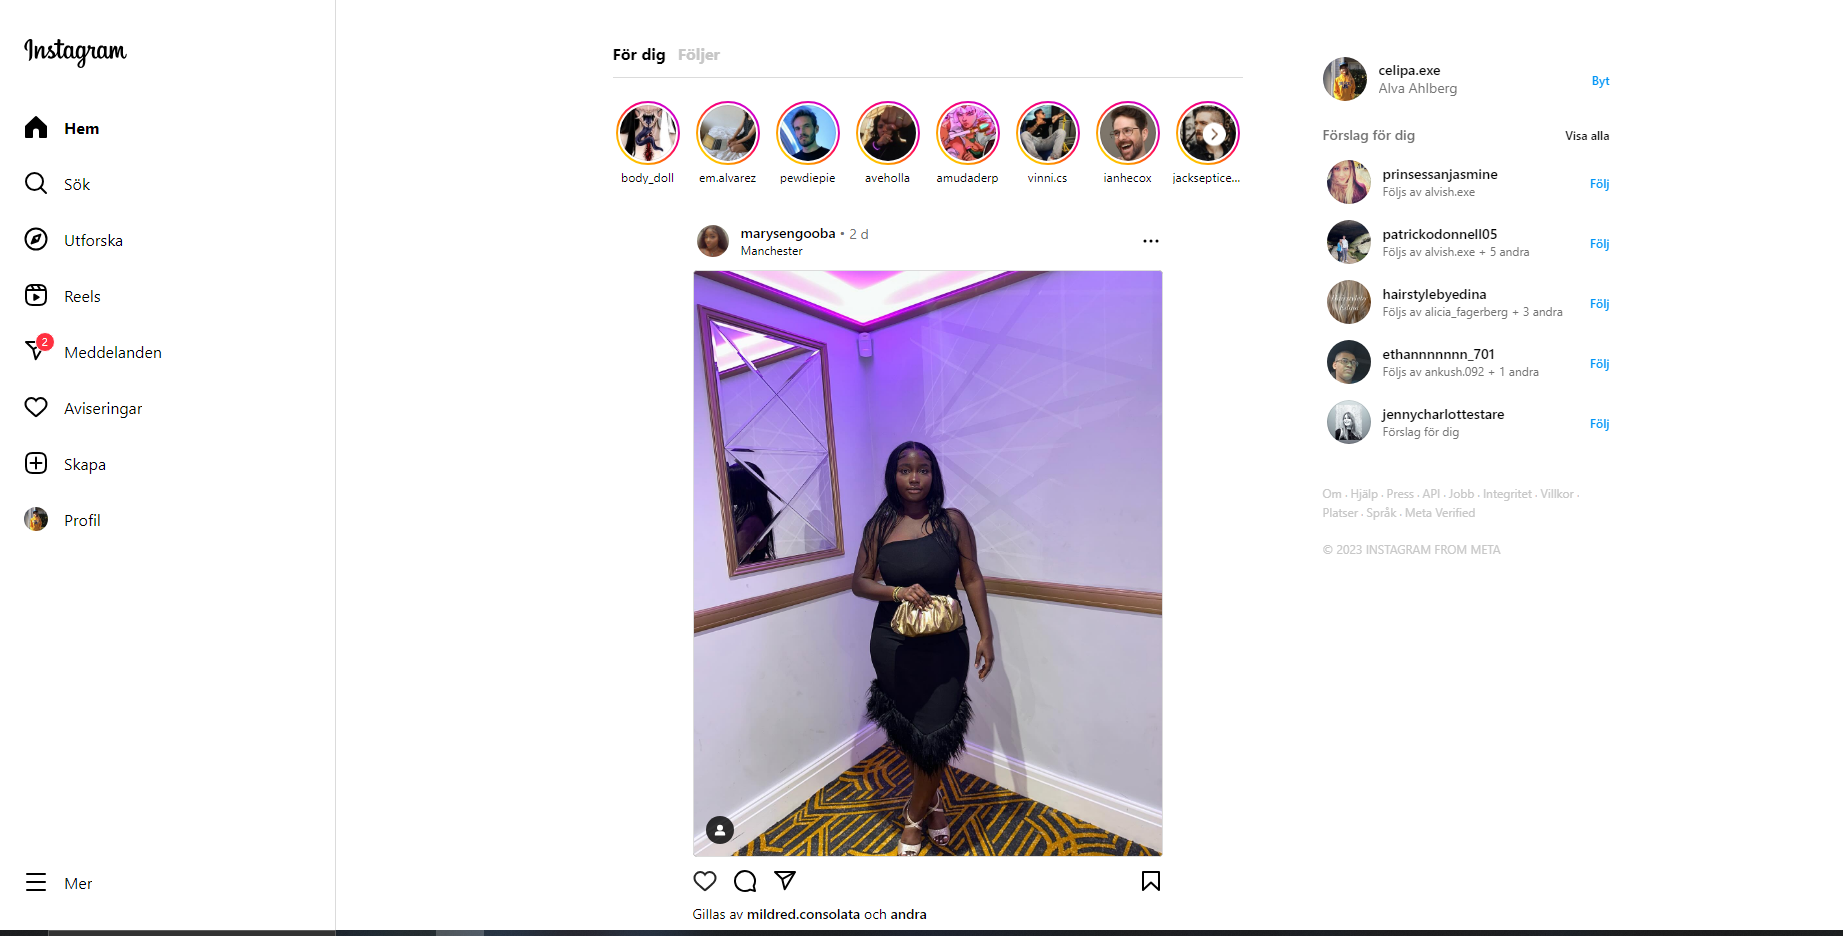 Instagram
Hem
Sök
Utforska
Reels
2
Meddelanden
Aviseringar
Skapa
Profil
Mer
För dig Följer
body_doll em.alvarez pewdiepie aveholla amudaderp vinni.cs ianhecox jackseptice...
marysengooba • 2 d
Manchester
Gillas av mildred.consolata och andra
celipa.exe
Alva Ahlberg
Byt
Förslag för dig Visa alla
prinsessanjasmine
Följs av alvish.exe
Följ
patrickodonnell05
Följs av alvish.exe + 5 andra
Följ
hairstylebyedina
Följs av alicia_fagerberg + 3 andra
Följ
ethannnnnnn_701
Följs av ankush.092 + 1 andra
Följ
jennycharlottestare
Förslag för dig
Följ
Om · Hjälp · Press · API · Jobb · Integritet · Villkor ·
Platser · Språk · Meta Verified
© 2023 INSTAGRAM FROM META